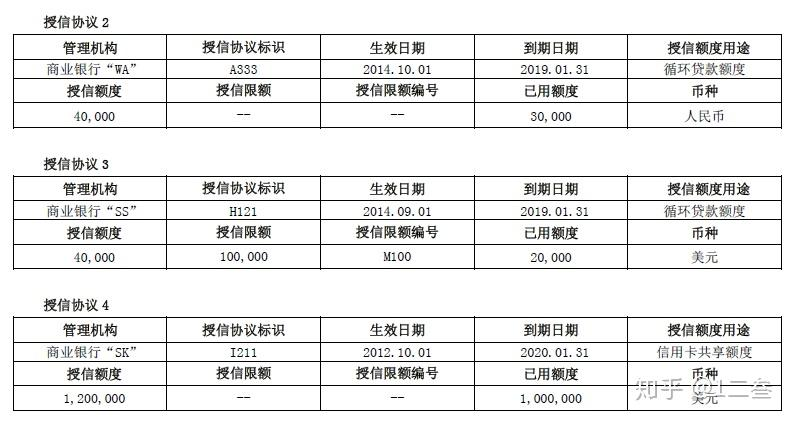 授信协议 2
管理机构 授信协议标识 生效日期 到期日期 授信额度用途
商业银行“WA” A333 2014.10.01 2019.01.31 循环贷款额度
授信额度 授信限额 授信限额编号 已用额度 币种
40,000 -- -- 30,000 人民币
授信协议 3
管理机构 授信协议标识 生效日期 到期日期 授信额度用途
商业银行“SS” H121 2014.09.01 2019.01.31 循环贷款额度
授信额度 授信限额 授信限额编号 已用额度 币种
40,000 100,000 M100 20,000 美元
授信协议 4
管理机构 授信协议标识 生效日期 到期日期 授信额度用途
商业银行“SK” I211 2012.10.01 2020.01.31 信用卡共享额度
授信额度 授信限额 授信限额编号 已用额度 币种
1,200,000 -- -- 1,000,000 美元
知乎 @1二叁